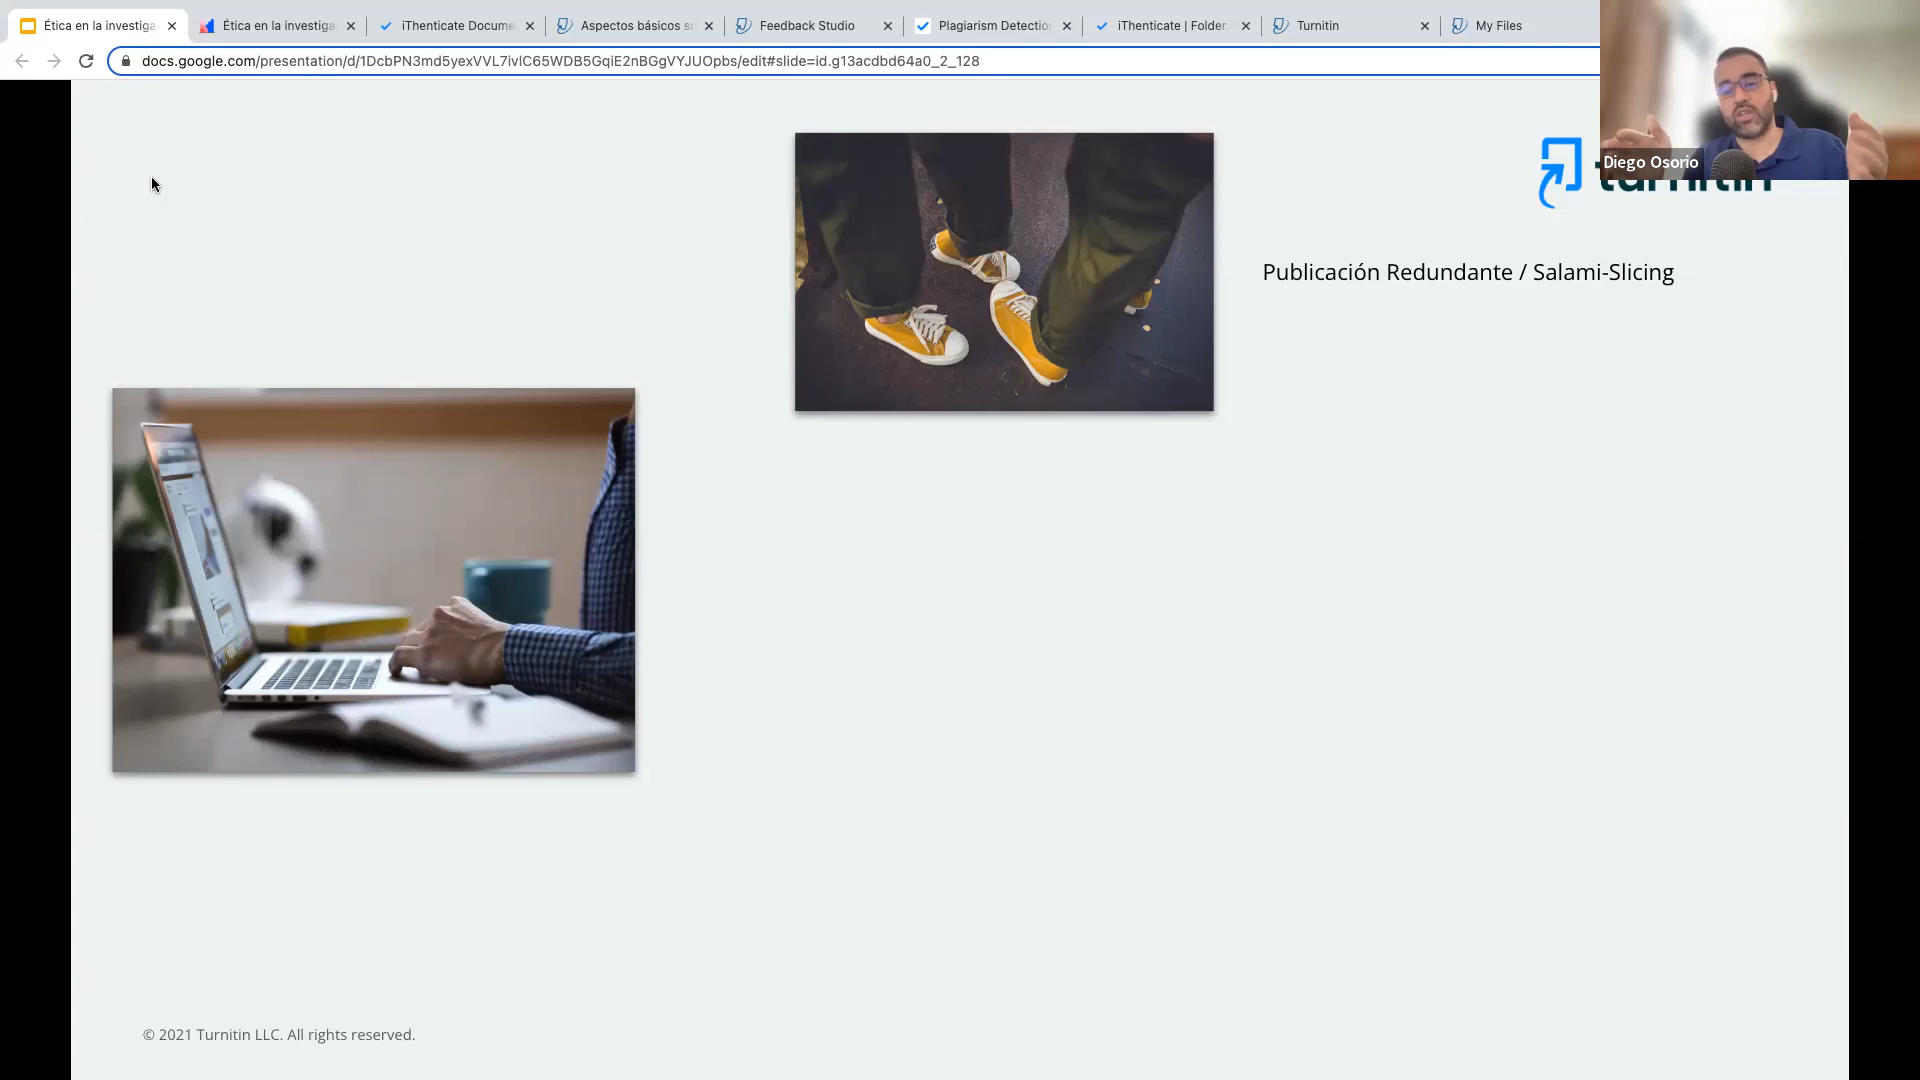 Ética en la investiga
Ética en la investiga
iThenticate Docume
Aspectos básicos s
Feedback Studio
Plagiarism Detectio
iThenticate | Folder
Turnitin
My Files
docs.google.com/presentation/d/1DcbPN3md5yexVVL7ivlC65WDB5GqiE2nBGgVYJUOpbs/edit#slide=id.g13acdbd64a0_2_128
Diego Osorio
turnitin
Publicación Redundante / Salami-Slicing
© 2021 Turnitin LLC. All rights reserved.